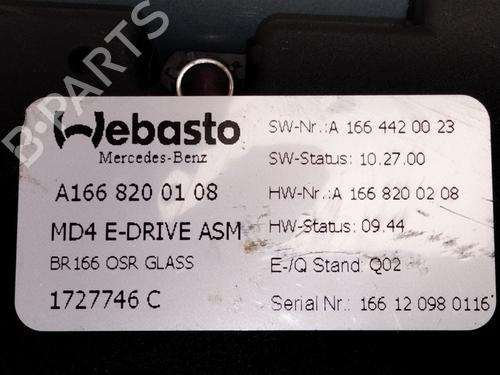 Webasto
Mercedes-Benz
A166 820 01 08
MD4 E-DRIVE ASM
BR166 OSR GLASS
1727746 C
SW-Nr.:A 166 442 00 23
SW-Status: 10.27.00
HW-Nr.:A 166 820 02 08
HW-Status: 09.44
E-/Q Stand: Q02
Serial Nr.: 166 12 098 0116
B-PARTS